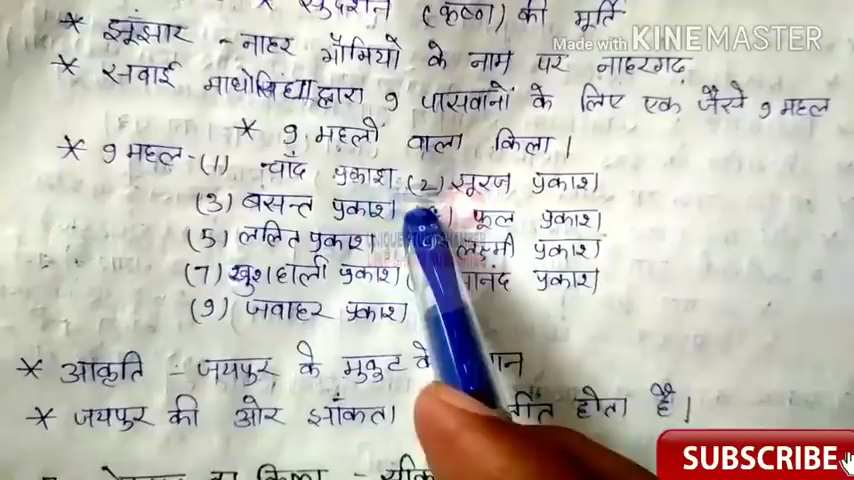 * सुदर्शन (कृष्ण) की मूर्ति
Made with KINEMASTER
* झूंझार - नाहर भौमियों के नाम पर नाहरगढ़
* सवाई माधोसिंह द्वारा 9 पासवानों के लिए एक जैसे 9 महल
* 9 महलों वाला किला।
* 9 महल - (1) चाँद प्रकाश (2) सूरज प्रकाश
(3) बसन्त प्रकाश फूल प्रकाश
(5) ललित प्रकाश लक्ष्मी प्रकाश
(7) खुशहाली प्रकाश प्रकाश
(9) जवाहर प्रकाश
* आकृति - जयपुर के मुकुट
* जयपुर की ओर झांकता होता है।
किला -
SUBSCRIBE